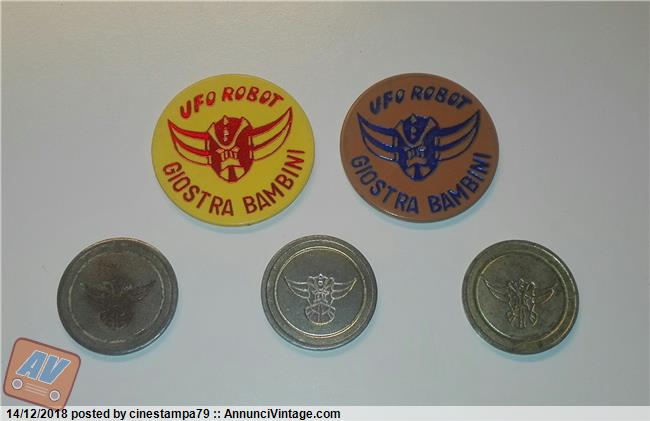 UFO ROBOT
GIOSTRA BAMBINI
UFO ROBOT
GIOSTRA BAMBINI
AV
14/12/2018 posted by cinestampa79 :: AnnunciVintage.com